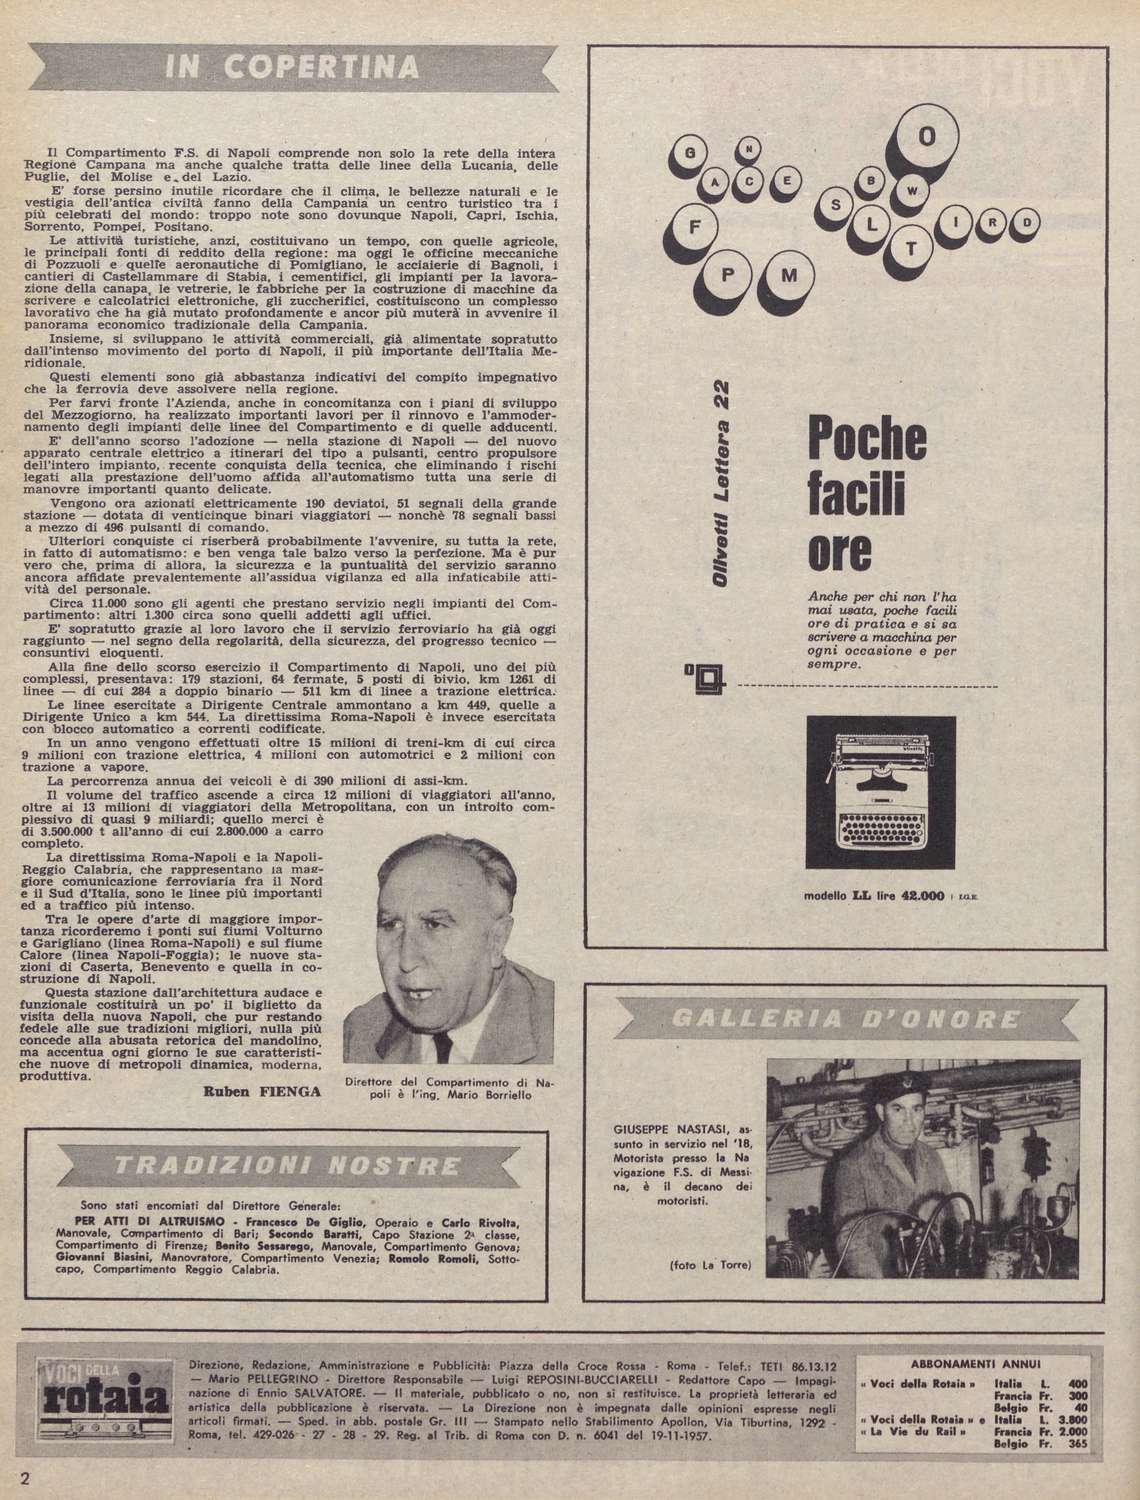 IN COPERTINA
Il Compartimento F.S. di Napoli comprende non solo la rete della intera
Regione Campana ma anche qualche tratta delle linee della Lucania, delle
Puglie, del Molise e del Lazio.
E' forse persino inutile ricordare che il clima, le bellezze naturali e le
vestigia dell'antica civiltà fanno della Campania un centro turistico tra i
più celebrati del mondo: troppo note sono dovunque Napoli, Capri, Ischia,
Sorrento, Pompei, Positano.
Le attività turistiche, anzi, costituivano un tempo, con quelle agricole,
le principali fonti di reddito della regione: ma oggi le officine meccaniche
di Pozzuoli e quelle aeronautiche di Pomigliano, le acciaierie di Bagnoli, i
cantieri di Castellammare di Stabia, i cementifici, gli impianti per la lavora-
zione della canapa, le vetrerie, le fabbriche per la costruzione di macchine da
scrivere e calcolatrici elettroniche, gli zuccherifici, costituiscono un complesso
lavorativo che ha già mutato profondamente e ancor più muterà in avvenire il
panorama economico tradizionale della Campania.
Insieme, si sviluppano le attività commerciali, già alimentate sopratutto
dall'intenso movimento del porto di Napoli, il più importante dell'Italia Me-
ridionale.
Questi elementi sono già abbastanza indicativi del compito impegnativo
che la ferrovia deve assolvere nella regione.
Per farvi fronte l'Azienda, anche in concomitanza con i piani di sviluppo
del Mezzogiorno, ha realizzato importanti lavori per il rinnovo e l'ammoder-
namento degli impianti delle linee del Compartimento e di quelle adducenti.
E' dell'anno scorso l'adozione — nella stazione di Napoli — del nuovo
apparato centrale elettrico a itinerari del tipo a pulsanti, centro propulsore
dell'intero impianto, recente conquista della tecnica, che eliminando i rischi
legati alla prestazione dell'uomo affida all'automatismo tutta una serie di
manovre importanti quanto delicate.
Vengono ora azionati elettricamente 190 deviatoi, 51 segnali della grande
stazione — dotata di venticinque binari viaggiatori — nonchè 78 segnali bassi
a mezzo di 496 pulsanti di comando.
Ulteriori conquiste ci riserberà probabilmente l'avvenire, su tutta la rete,
in fatto di automatismo: e ben venga tale balzo verso la perfezione. Ma è pur
vero che, prima di allora, la sicurezza e la puntualità del servizio saranno
ancora affidate prevalentemente all'assidua vigilanza ed alla infaticabile atti-
vità del personale.
Circa 11.000 sono gli agenti che prestano servizio negli impianti del Com-
partimento: altri 1.300 circa sono quelli addetti agli uffici.
E' sopratutto grazie al loro lavoro che il servizio ferroviario ha già oggi
raggiunto — nel segno della regolarità, della sicurezza, del progresso tecnico —
consuntivi eloquenti.
Alla fine dello scorso esercizio il Compartimento di Napoli, uno dei più
complessi, presentava: 179 stazioni, 64 fermate, 5 posti di bivio, km 1261 di
linee — di cui 284 a doppio binario — 511 km di linee a trazione elettrica.
Le linee esercitate a Dirigente Centrale ammontano a km 449, quelle a
Dirigente Unico a km 544. La direttissima Roma-Napoli è invece esercitata
con blocco automatico a correnti codificate.
In un anno vengono effettuati oltre 15 milioni di treni-km di cui circa
9 milioni con trazione elettrica, 4 milioni con automotrici e 2 milioni con
trazione a vapore.
La percorrenza annua dei veicoli è di 390 milioni di assi-km.
Il volume del traffico ascende a circa 12 milioni di viaggiatori all'anno,
oltre ai 13 milioni di viaggiatori della Metropolitana, con un introito com-
plessivo di quasi 9 miliardi; quello merci è
di 3.500.000 t all'anno di cui 2.800.000 a carro
completo.
La direttissima Roma-Napoli e la Napoli-
Reggio Calabria, che rappresentano la mag-
giore comunicazione ferroviaria fra il Nord
e il Sud d'Italia, sono le linee più importanti
ed a traffico più intenso.
Tra le opere d'arte di maggiore impor-
tanza ricorderemo i ponti sui fiumi Volturno
e Garigliano (linea Roma-Napoli) e sul fiume
Calore (linea Napoli-Foggia); le nuove sta-
zioni di Caserta, Benevento e quella in co-
struzione di Napoli.
Questa stazione dall'architettura audace e
funzionale costituirà un po' il biglietto da
visita della nuova Napoli, che pur restando
fedele alle sue tradizioni migliori, nulla più
concede alla abusata retorica del mandolino,
ma accentua ogni giorno le sue caratteristi-
che nuove di metropoli dinamica, moderna,
produttiva.
Ruben FIENGA
Direttore del Compartimento di Na-
poli è l'ing. Mario Borriello
TRADIZIONI NOSTRE
Sono stati encomiati dal Direttore Generale:
PER ATTI DI ALTRUISMO - Francesco De Giglio, Operaio e Carlo Rivolta,
Manovale, Compartimento di Bari; Secondo Baratti, Capo Stazione 2ª classe,
Compartimento di Firenze; Benito Sessarego, Manovale, Compartimento Genova;
Giovanni Biasini, Manovratore, Compartimento Venezia; Romolo Romoli, Sotto-
capo, Compartimento Reggio Calabria.
G N O
A C E B W
F S L T I R D
P M
Olivetti Lettera 22
Poche
facili
ore
Anche per chi non l'ha
mai usata, poche facili
ore di pratica e si sa
scrivere a macchina per
ogni occasione e per
sempre.
olivetti
modello LL lire 42.000 + I.G.E.
GALLERIA D'ONORE
GIUSEPPE NASTASI, as-
sunto in servizio nel '18,
Motorista presso la Na
vigazione F.S. di Messi-
na, è il decano dei
motoristi.
(foto La Torre)
VOCI DELLA
rotaia
Direzione, Redazione, Amministrazione e Pubblicità: Piazza della Croce Rossa - Roma - Telef.: TETI 86.13.12
— Mario PELLEGRINO - Direttore Responsabile — Luigi REPOSINI-BUCCIARELLI - Redattore Capo — Impagi-
nazione di Ennio SALVATORE. — Il materiale, pubblicato o no, non si restituisce. La proprietà letteraria ed
artistica della pubblicazione è riservata. — La Direzione non è impegnata dalle opinioni espresse negli
articoli firmati. — Sped. in abb. postale Gr. III — Stampato nello Stabilimento Apollon, Via Tiburtina, 1292 -
Roma, tel. 429-026 - 27 - 28 - 29. Reg. al Trib. di Roma con D. n. 6041 del 19-11-1957.
ABBONAMENTI ANNUI
« Voci della Rotaia » Italia L. 400
Francia Fr. 300
Belgio Fr. 40
« Voci della Rotaia » e Italia L. 3.800
« La Vie du Rail » Francia Fr. 2.000
Belgio Fr. 365
2